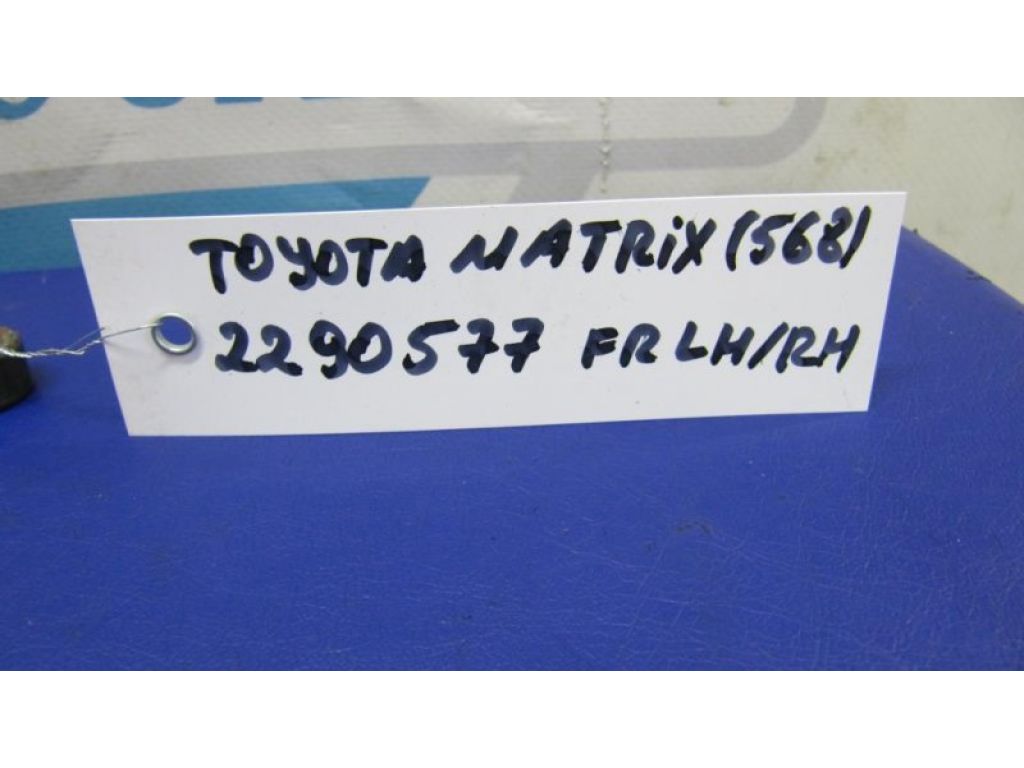 TOYOTA MATRiX (568)
2290577 FR LH/RH